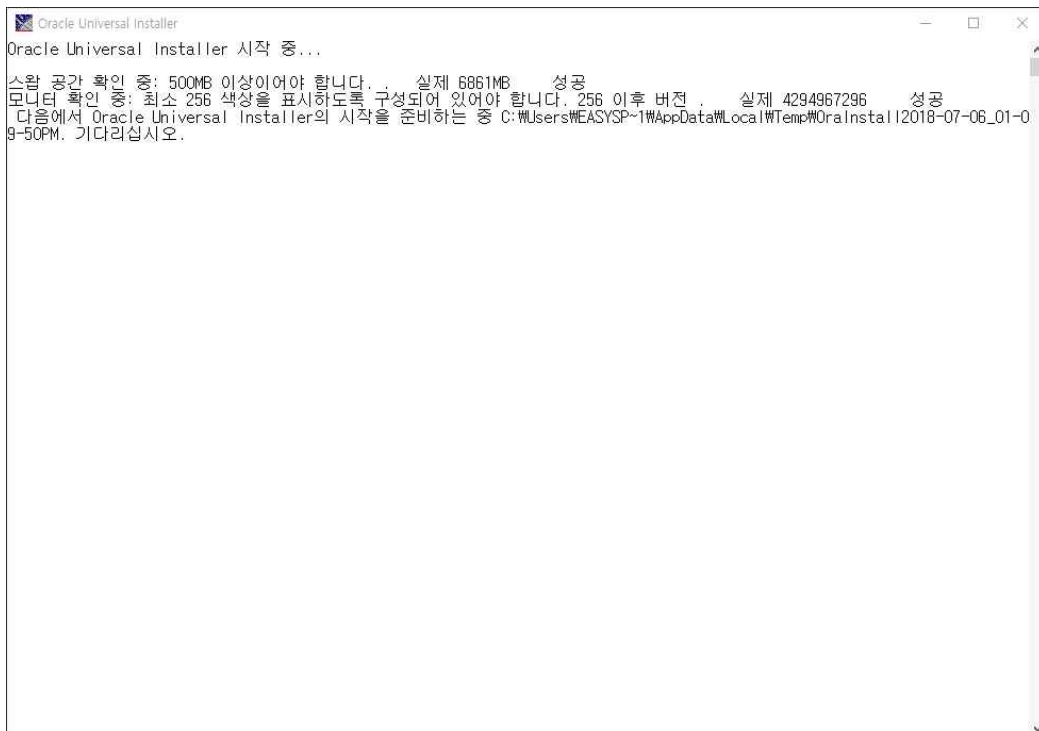 Oracle Universal Installer
Oracle Universal Installer 시작 중...
스왑 공간 확인 중: 500MB 이상이어야 합니다. .   실제 6861MB    성공
모니터 확인 중: 최소 256 색상을 표시하도록 구성되어 있어야 합니다. 256 이후 버전 .    실제 4294967296    성공
다음에서 Oracle Universal Installer의 시작을 준비하는 중 C:₩Users₩EASYSP~1₩AppData₩Local₩Temp₩OraInstall2018-07-06_01-0
9-50PM. 기다리십시오.